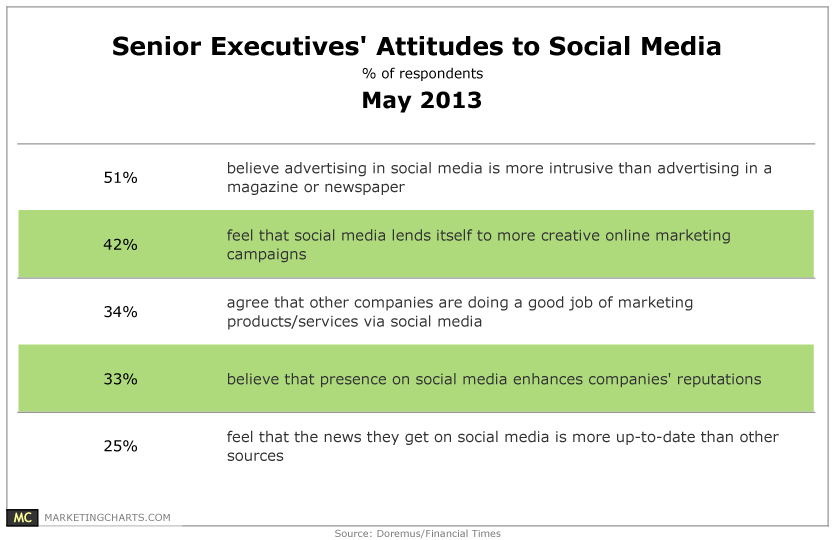 Senior Executives' Attitudes to Social Media
% of respondents
May 2013
51%
believe advertising in social media is more intrusive than advertising in a
magazine or newspaper
42%
feel that social media lends itself to more creative online marketing
campaigns
34%
agree that other companies are doing a good job of marketing
products/services via social media
33%
believe that presence on social media enhances companies' reputations
25%
feel that the news they get on social media is more up-to-date than other
sources
MC MARKETINGCHARTS.COM
Source: Doremus/Financial Times